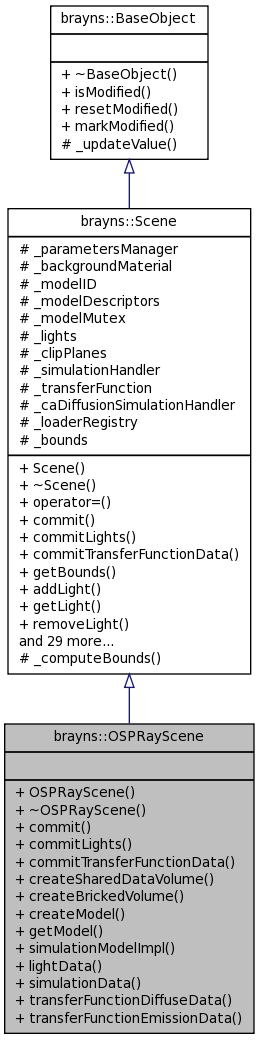 brayns::BaseObject
+ ~BaseObject()
+ isModified()
+ resetModified()
+ markModified()
# _updateValue()
brayns::Scene
# _parametersManager
# _backgroundMaterial
# _modelID
# _modelDescriptors
# _modelMutex
# _lights
# _clipPlanes
# _simulationHandler
# _transferFunction
# _caDiffusionSimulationHandler
# _loaderRegistry
# _bounds
+ Scene()
+ ~Scene()
+ operator=()
+ commit()
+ commitLights()
+ commitTransferFunctionData()
+ getBounds()
+ addLight()
+ getLight()
+ removeLight()
and 29 more...
# _computeBounds()
brayns::OSPRayScene
+ OSPRayScene()
+ ~OSPRayScene()
+ commit()
+ commitLights()
+ commitTransferFunctionData()
+ createSharedDataVolume()
+ createBrickedVolume()
+ createModel()
+ getModel()
+ simulationModelImpl()
+ lightData()
+ simulationData()
+ transferFunctionDiffuseData()
+ transferFunctionEmissionData()